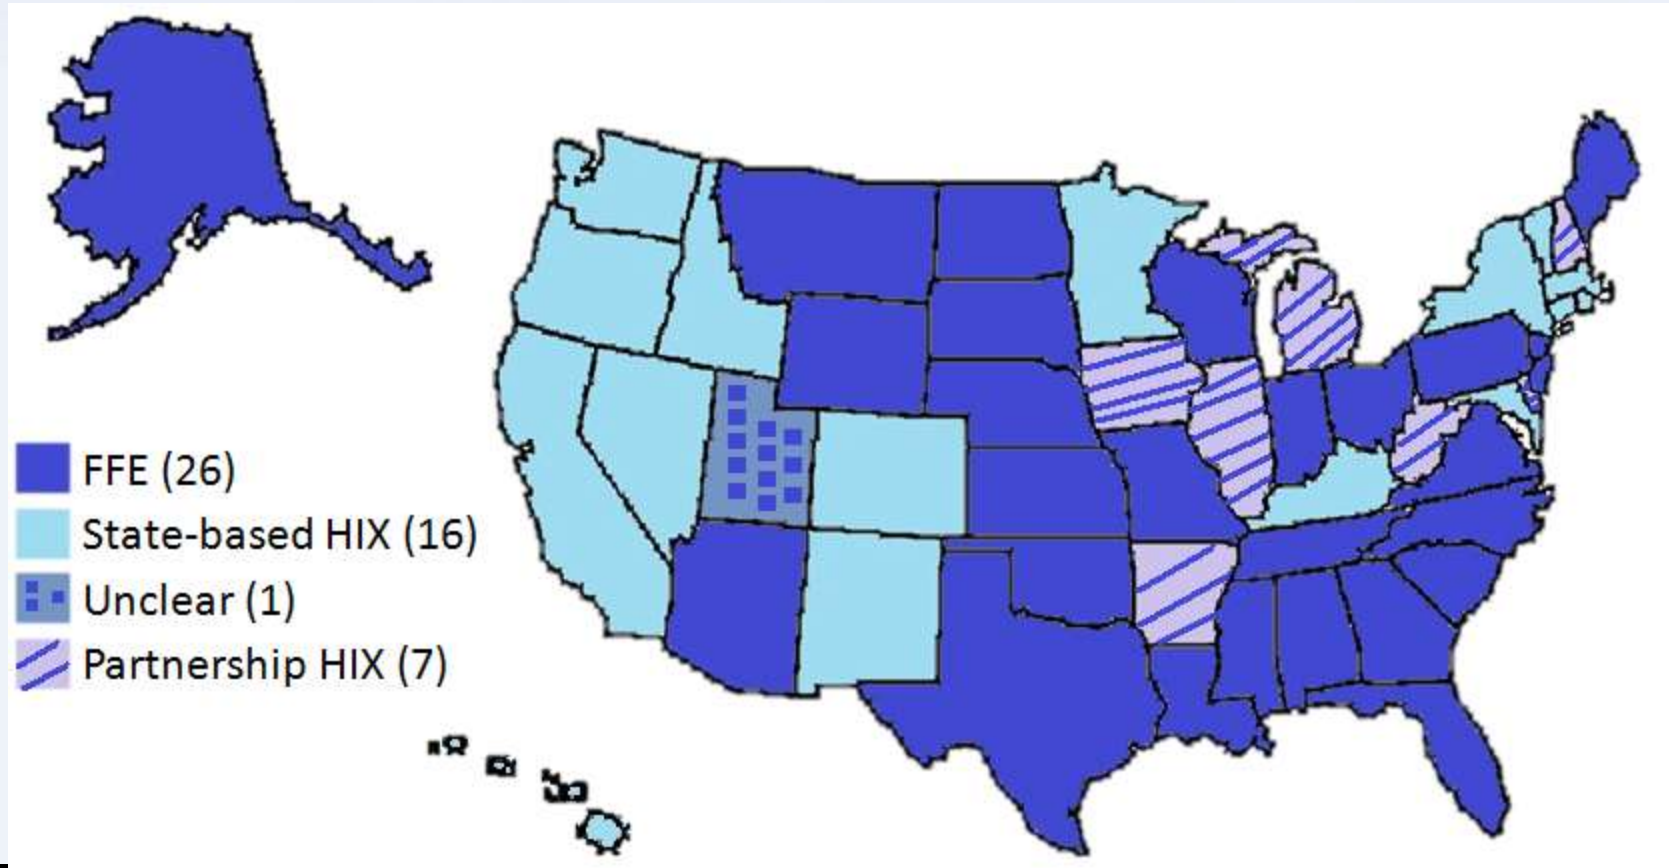 FFE (26)
State-based HIX (16)
Unclear (1)
Partnership HIX (7)